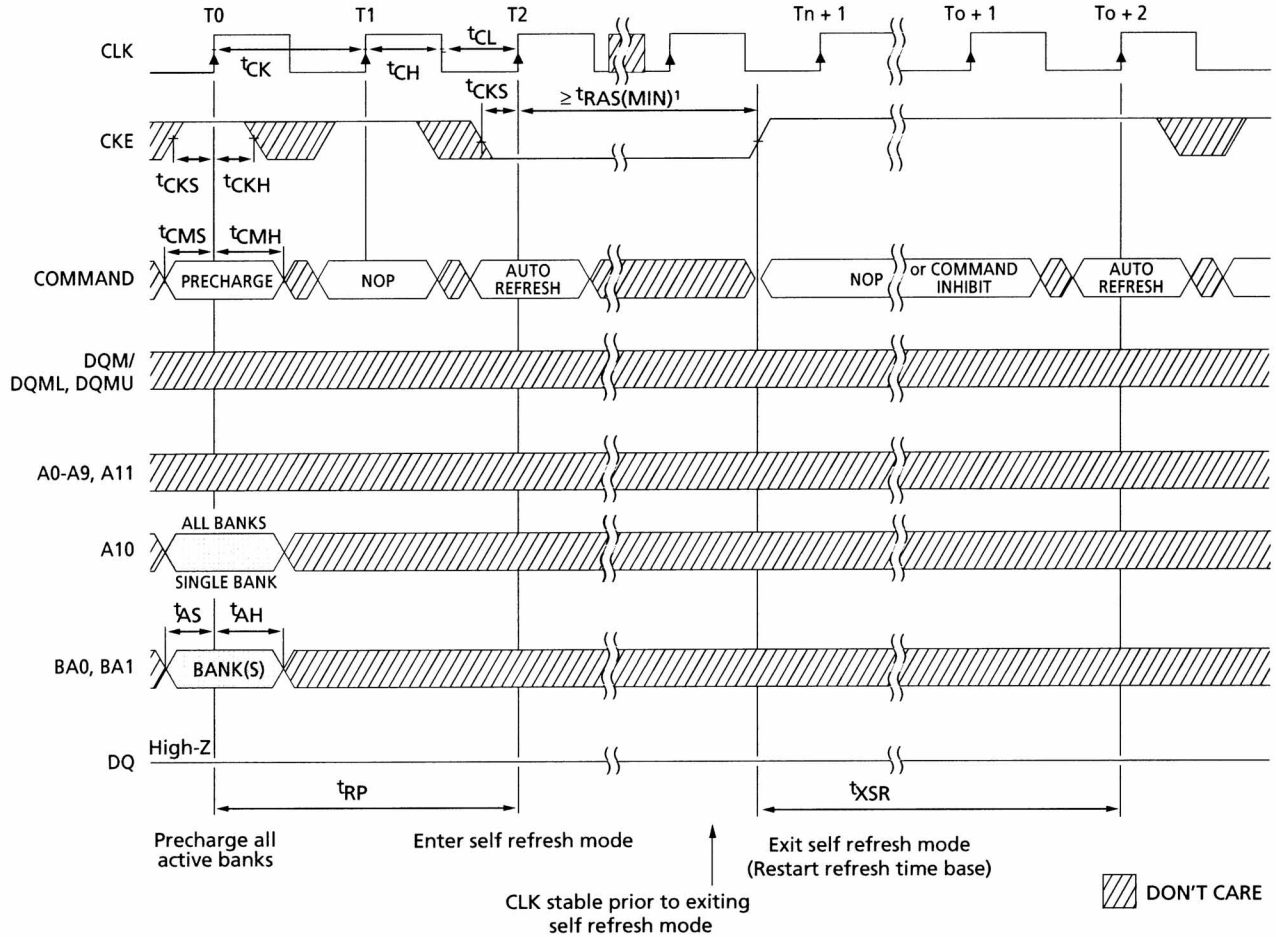 T0 T1 T2 Tn + 1 To + 1 To + 2
CLK
tCK tCH tCL
tCKS ≥ tRAS(MIN)¹
CKE
tCKS tCKH
tCMS tCMH
COMMAND PRECHARGE NOP AUTO REFRESH NOP or COMMAND INHIBIT AUTO REFRESH
DQM/
DQML, DQMU
A0-A9, A11
ALL BANKS
A10
SINGLE BANK
tAS tAH
BA0, BA1 BANK(S)
High-Z
DQ
tRP tXSR
Precharge all
active banks
Enter self refresh mode
CLK stable prior to exiting
self refresh mode
Exit self refresh mode
(Restart refresh time base)
DON'T CARE